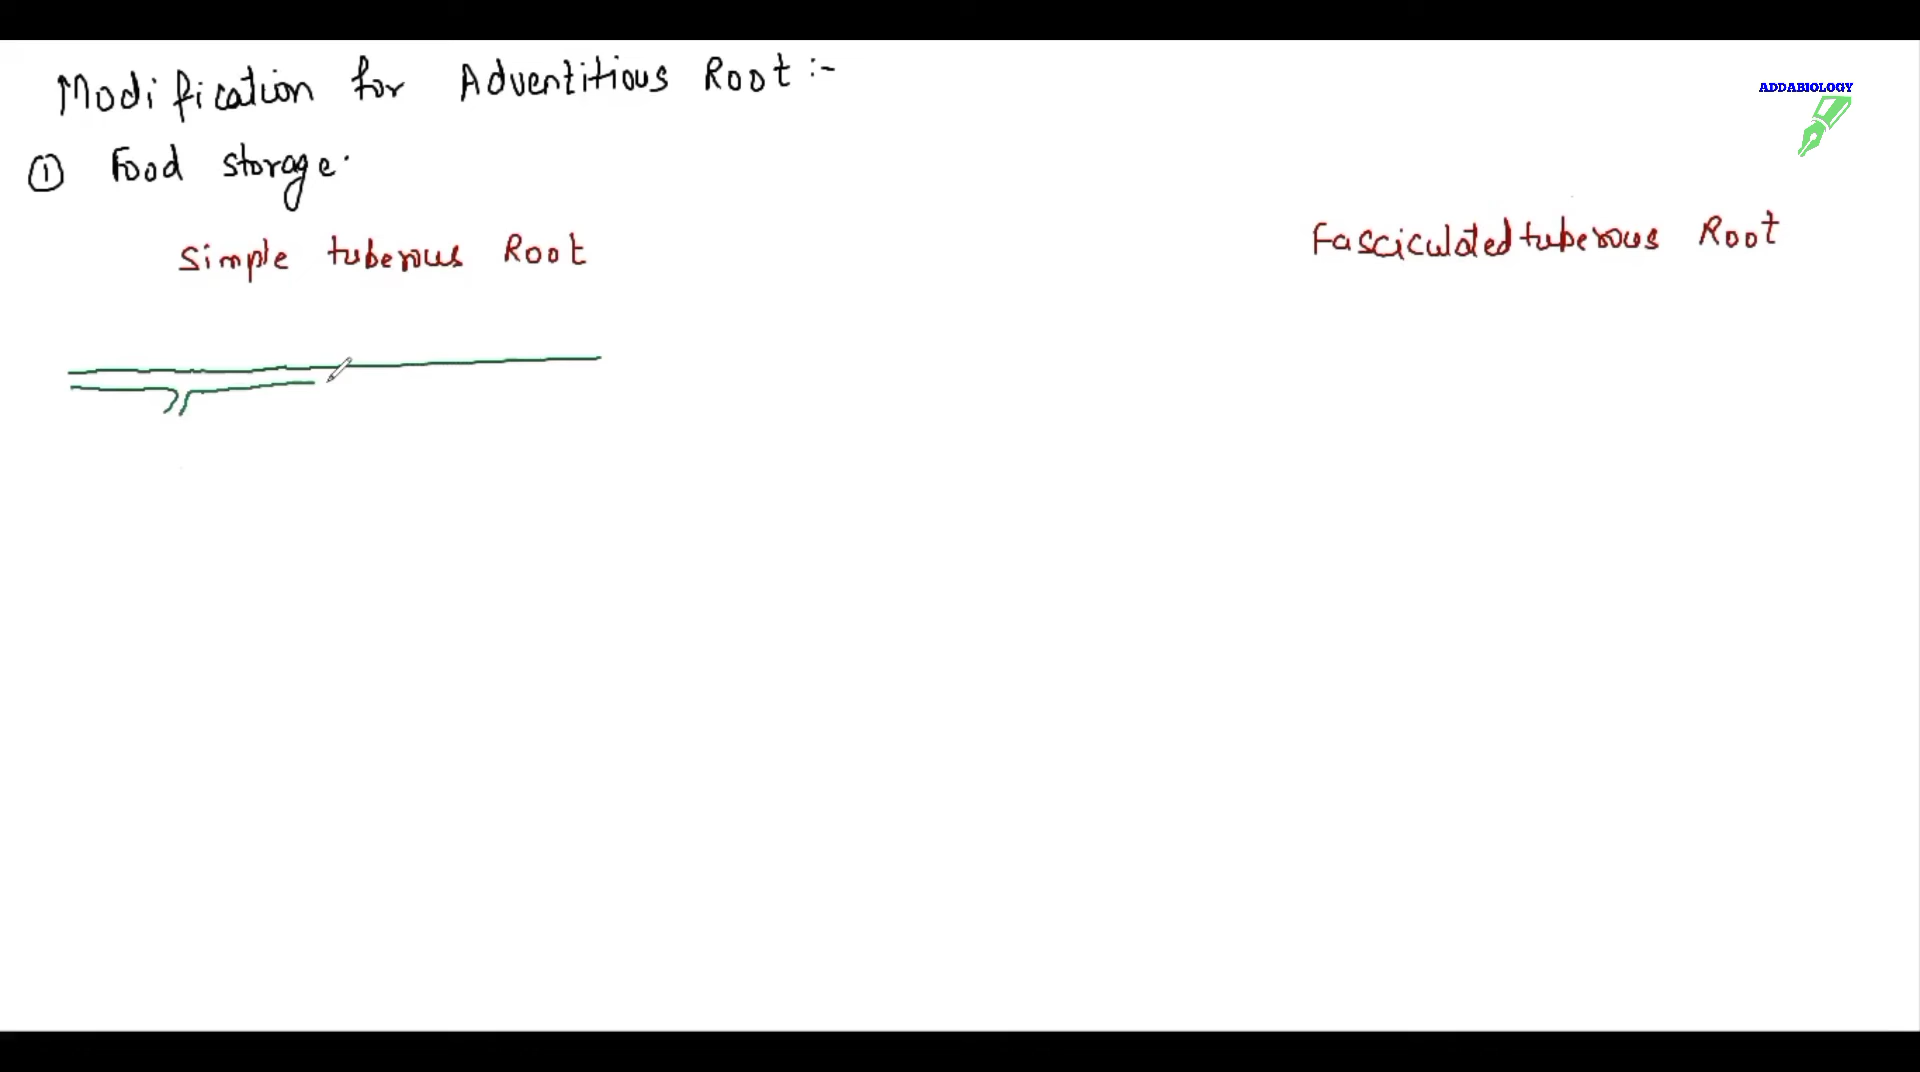 Modification for Adventitious Root:-
ADDABIOLOGY
① Food storage.
Simple tuberous Root
Fasciculated tuberous Root